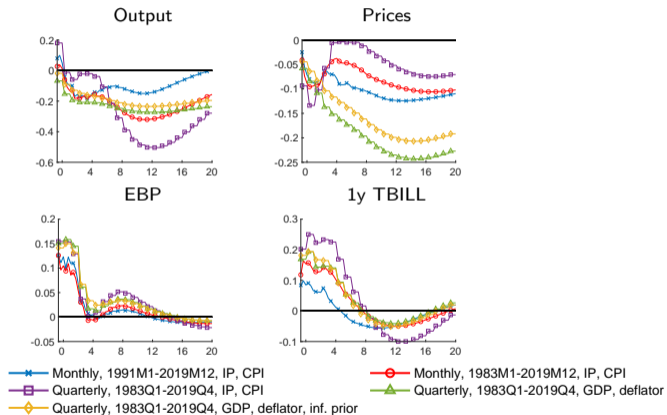 Output
Prices
0.2
0
-0.2
-0.4
-0.6
0 4 8 12 16 20
0
-0.05
-0.1
-0.15
-0.2
-0.25
0 4 8 12 16 20
EBP
1y TBILL
0.2
0.15
0.1
0.05
0
-0.05
0 4 8 12 16 20
0.3
0.2
0.1
0
-0.1
0 4 8 12 16 20
Monthly, 1991M1-2019M12, IP, CPI
Monthly, 1983M1-2019M12, IP, CPI
Quarterly, 1983Q1-2019Q4, IP, CPI
Quarterly, 1983Q1-2019Q4, GDP, deflator
Quarterly, 1983Q1-2019Q4, GDP, deflator, inf. prior